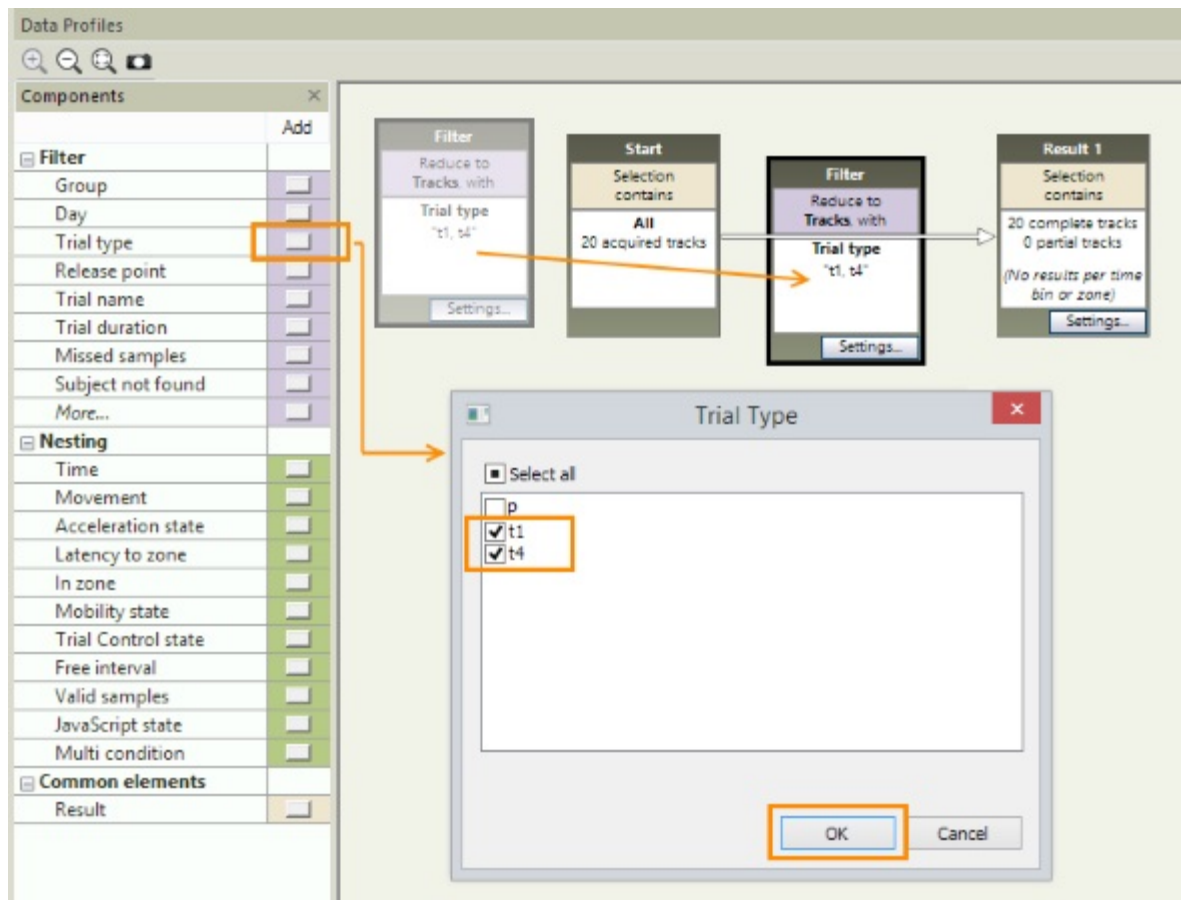 Data Profiles
Components
Add
Filter
Group
Day
Trial type
Release point
Trial name
Trial duration
Missed samples
Subject not found
More...
Nesting
Time
Movement
Acceleration state
Latency to zone
In zone
Mobility state
Trial Control state
Free interval
Valid samples
JavaScript state
Multi condition
Common elements
Result
Filter
Reduce to
Tracks, with
Trial type
"t1, t4"
Settings...
Start
Selection
contains
All
20 acquired tracks
Filter
Reduce to
Tracks, with
Trial type
"t1, t4"
Settings...
Result 1
Selection
contains
20 complete tracks
0 partial tracks
(No results per time
bin or zone)
Settings...
Trial Type
Select all
p
t1
t4
OK
Cancel